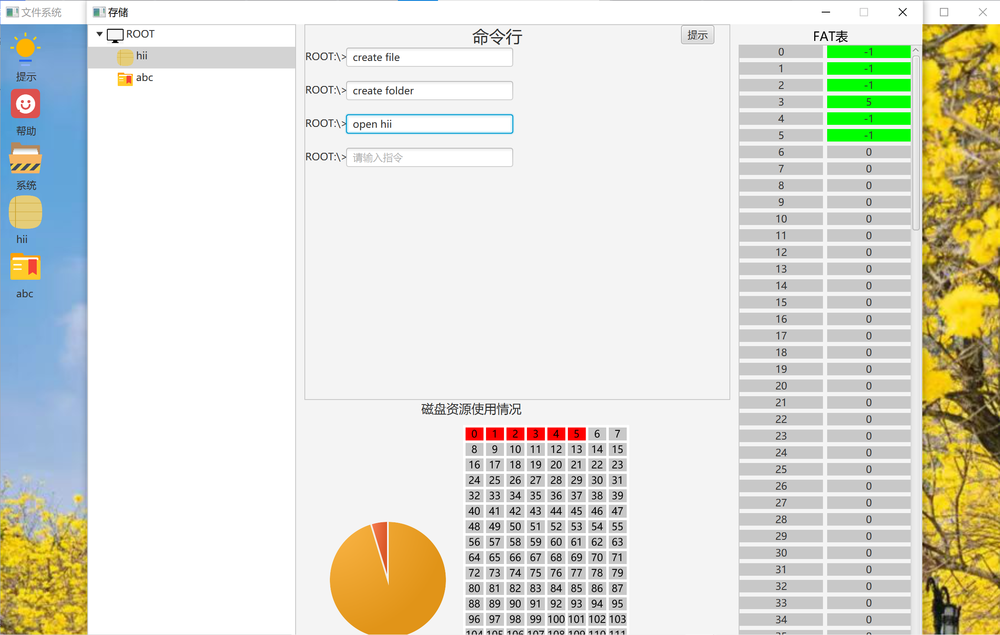 文件系统
存储
提示
帮助
系统
hii
abc
ROOT
hii
abc
命令行
提示
ROOT:\> create file
ROOT:\> create folder
ROOT:\> open hii
ROOT:\> 请输入指令
磁盘资源使用情况
0 1 2 3 4 5 6 7
8 9 10 11 12 13 14 15
16 17 18 19 20 21 22 23
24 25 26 27 28 29 30 31
32 33 34 35 36 37 38 39
40 41 42 43 44 45 46 47
48 49 50 51 52 53 54 55
56 57 58 59 60 61 62 63
64 65 66 67 68 69 70 71
72 73 74 75 76 77 78 79
80 81 82 83 84 85 86 87
88 89 90 91 92 93 94 95
96 97 98 99 100 101 102 103
104 105 106 107 108 109 110 111
FAT表
0 -1
1 -1
2 -1
3 5
4 -1
5 -1
6 0
7 0
8 0
9 0
10 0
11 0
12 0
13 0
14 0
15 0
16 0
17 0
18 0
19 0
20 0
21 0
22 0
23 0
24 0
25 0
26 0
27 0
28 0
29 0
30 0
31 0
32 0
33 0
34 0